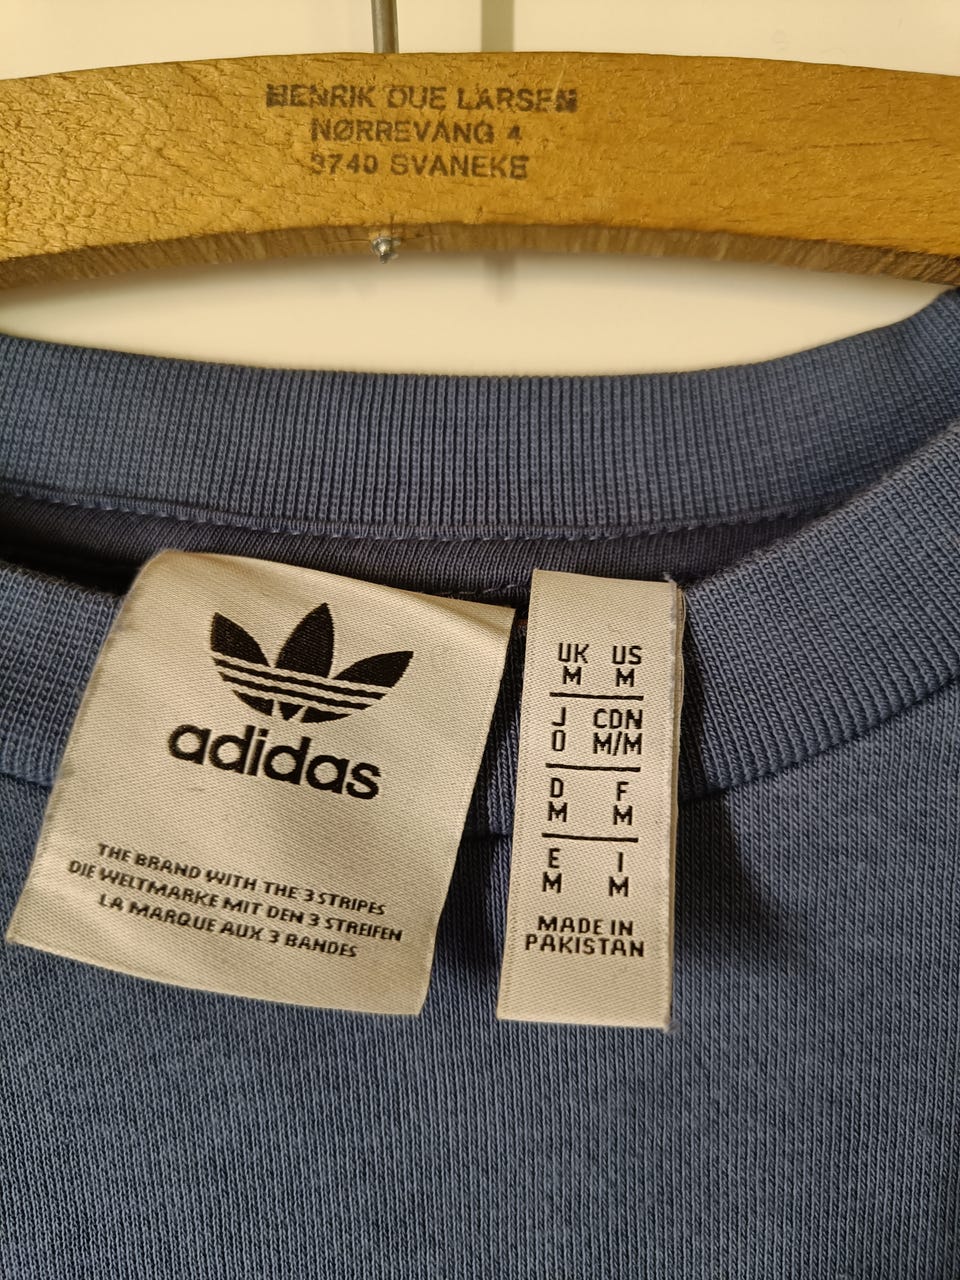 HENRIK DUE LARSEN
NØRREVANG 4
3740 SVANEKE
adidas
THE BRAND WITH THE 3 STRIPES
DIE WELTMARKE MIT DEN 3 STREIFEN
LA MARQUE AUX 3 BANDES
UK US
M M
J CDN
O M/M
D F
M M
E I
M M
MADE IN
PAKISTAN